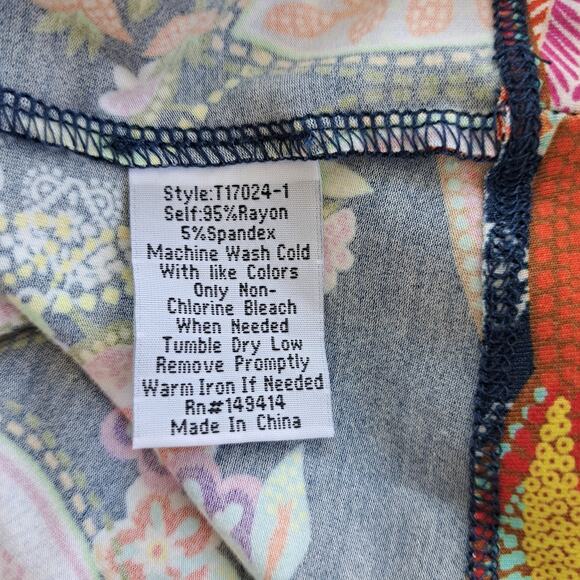 Style:T17024-1
Self:95%Rayon
5%Spandex
Machine Wash Cold
With like Colors
Only Non-
Chlorine Bleach
When Needed
Tumble Dry Low
Remove Promptly
Warm Iron If Needed
Rn#149414
Made In China